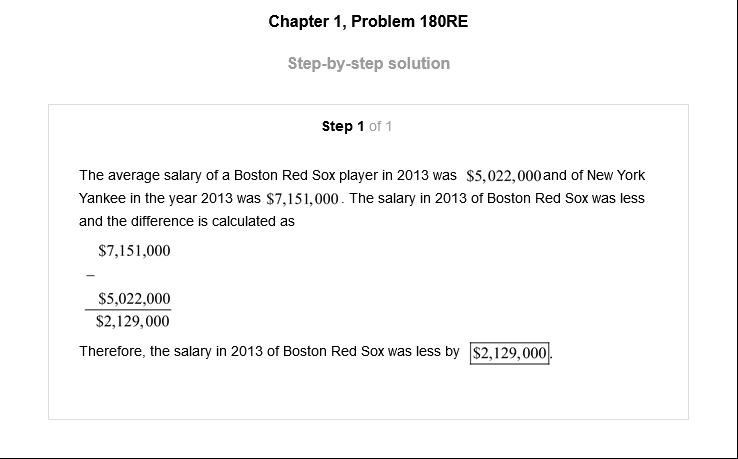 Chapter 1, Problem 180RE
Step-by-step solution
Step 1 of 1
The average salary of a Boston Red Sox player in 2013 was $5,022,000 and of New York
Yankee in the year 2013 was $7,151,000. The salary in 2013 of Boston Red Sox was less
and the difference is calculated as
$7,151,000
−
$5,022,000
$2,129,000
Therefore, the salary in 2013 of Boston Red Sox was less by $2,129,000.